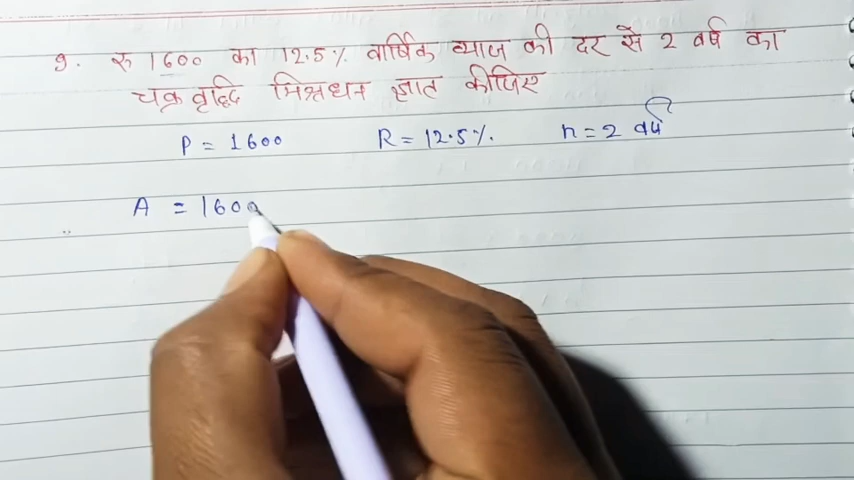 9. रु 1600 का 12.5% वार्षिक ब्याज की दर से 2 वर्ष का
चक्रवृद्धि मिश्रधन ज्ञात कीजिए
P = 1600 R = 12.5% n = 2 वर्ष
A = 1600